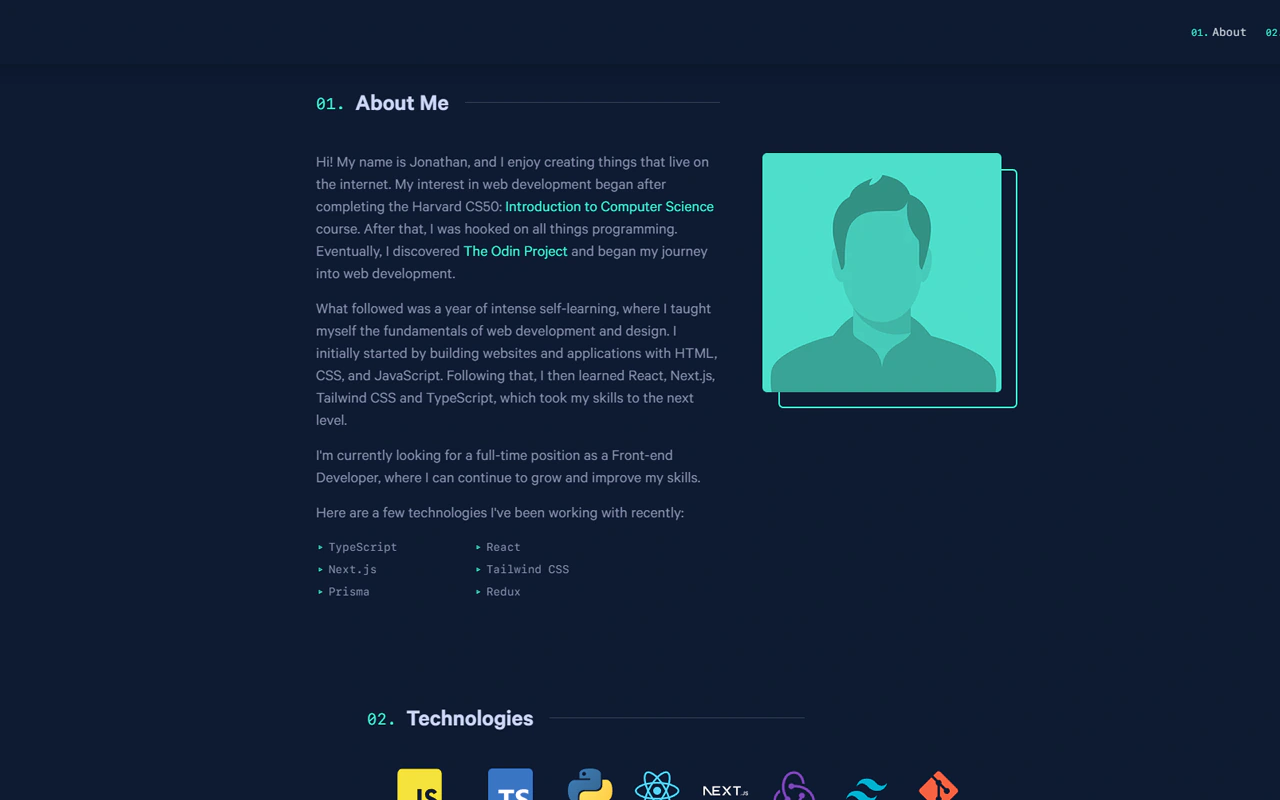 01. About 02.
01. About Me
Hi! My name is Jonathan, and I enjoy creating things that live on
the internet. My interest in web development began after
completing the Harvard CS50: Introduction to Computer Science
course. After that, I was hooked on all things programming.
Eventually, I discovered The Odin Project and began my journey
into web development.
What followed was a year of intense self-learning, where I taught
myself the fundamentals of web development and design. I
initially started by building websites and applications with HTML,
CSS, and JavaScript. Following that, I then learned React, Next.js,
Tailwind CSS and TypeScript, which took my skills to the next
level.
I'm currently looking for a full-time position as a Front-end
Developer, where I can continue to grow and improve my skills.
Here are a few technologies I've been working with recently:
▸ TypeScript ▸ React
▸ Next.js ▸ Tailwind CSS
▸ Prisma ▸ Redux
02. Technologies
JS TS NEXT.JS